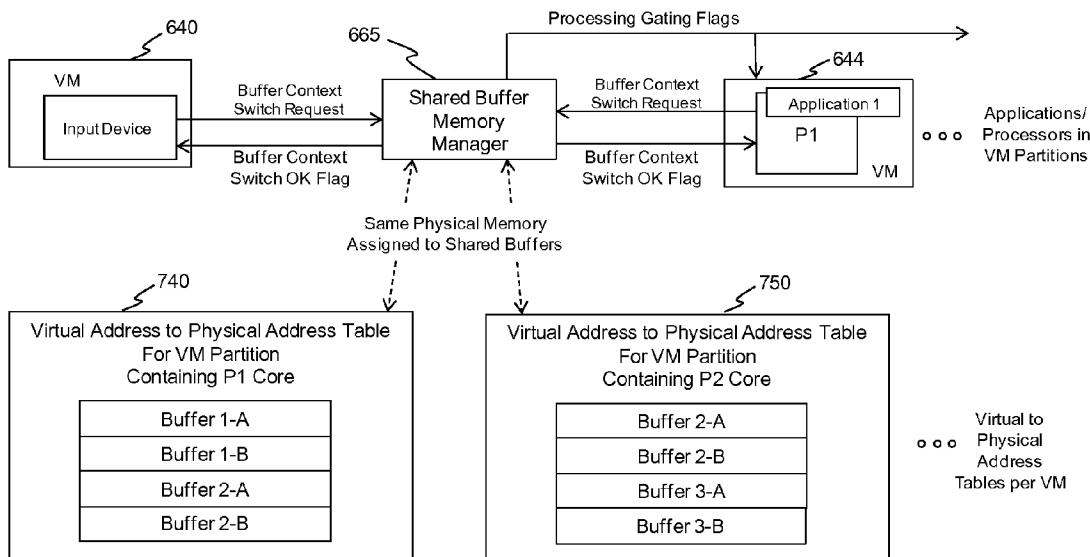 Processing Gating Flags
640
665
644
VM
Input Device
Buffer Context
Switch Request
Buffer Context
Switch OK Flag
Shared Buffer
Memory
Manager
Buffer Context
Switch Request
Buffer Context
Switch OK Flag
Application 1
P1
VM
Applications/
Processors in
VM Partitions
Same Physical Memory
Assigned to Shared Buffers
740
Virtual Address to Physical Address Table
For VM Partition
Containing P1 Core
Buffer 1-A
Buffer 1-B
Buffer 2-A
Buffer 2-B
750
Virtual Address to Physical Address Table
For VM Partition
Containing P2 Core
Buffer 2-A
Buffer 2-B
Buffer 3-A
Buffer 3-B
Virtual to
Physical
Address
Tables per VM